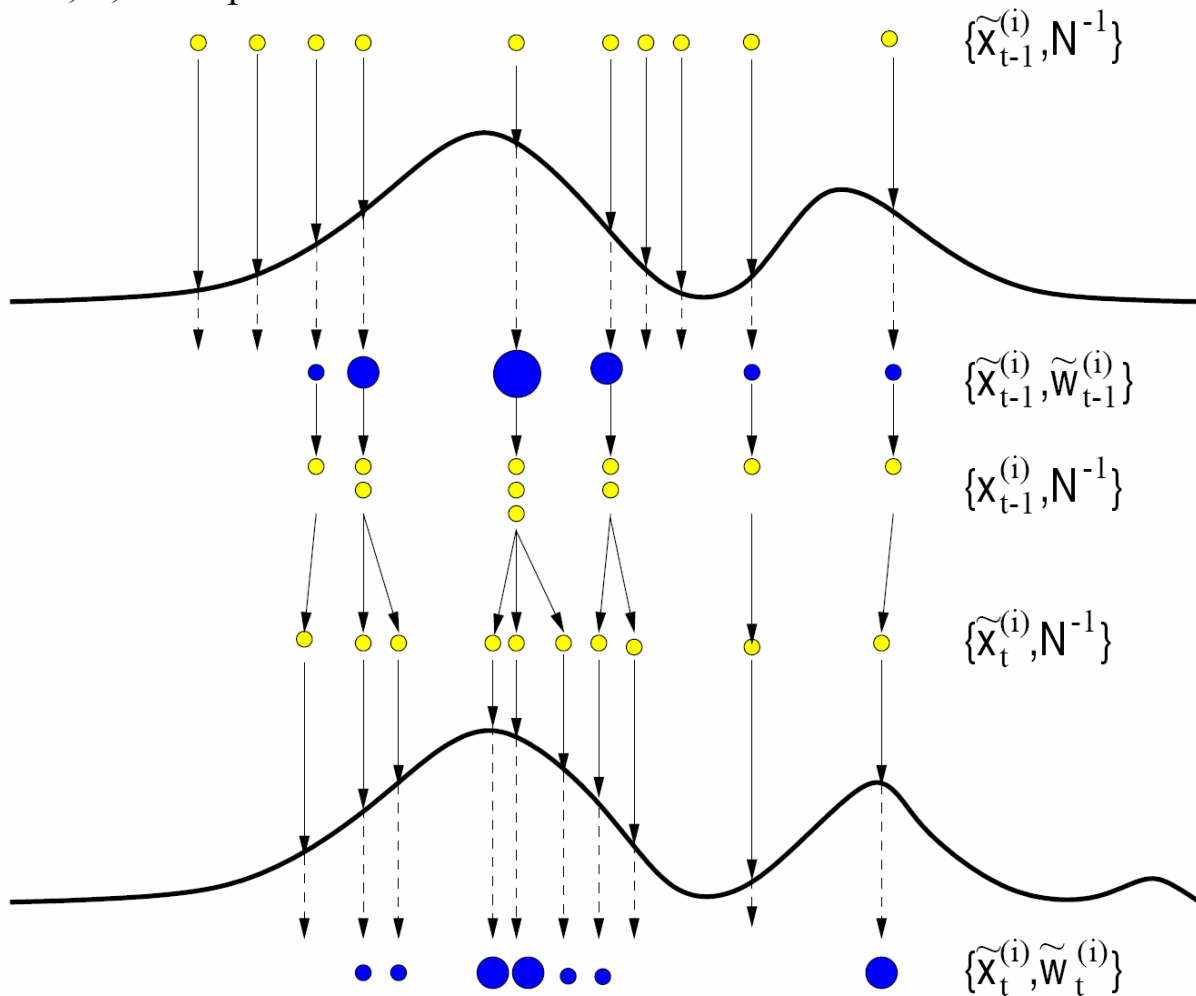 {x̃_{t-1}^{(i)},N^{-1}}
{x̃_{t-1}^{(i)},w̃_{t-1}^{(i)}}
{x_{t-1}^{(i)},N^{-1}}
{x̃_t^{(i)},N^{-1}}
{x̃_t^{(i)},w̃_t^{(i)}}